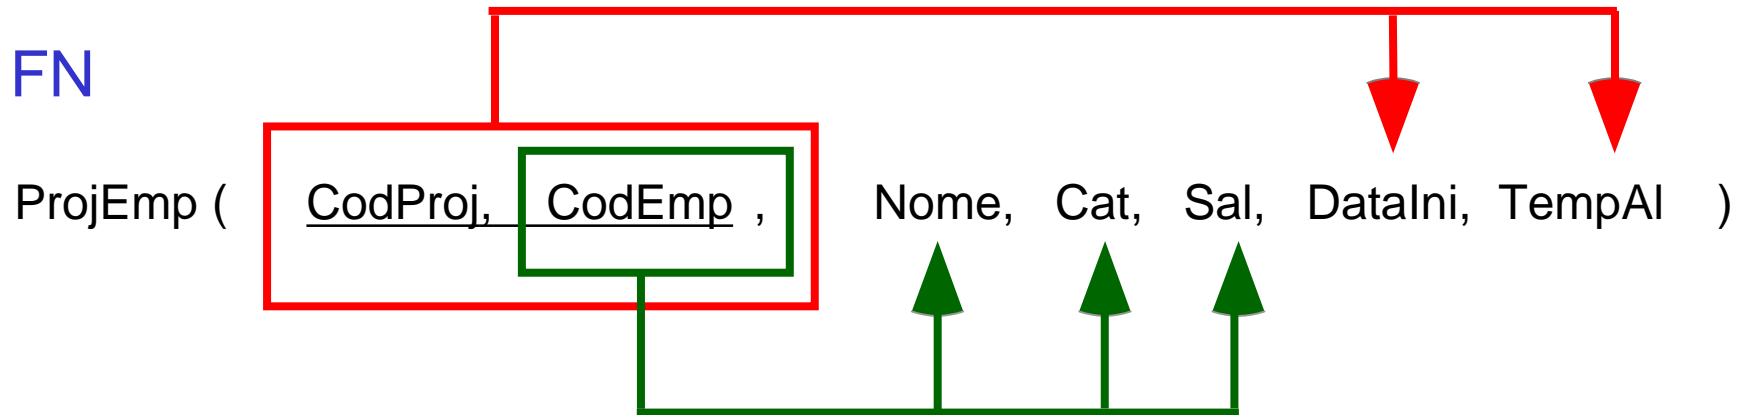 FN
ProjEmp ( CodProj, CodEmp , Nome, Cat, Sal, DataIni, TempAl )